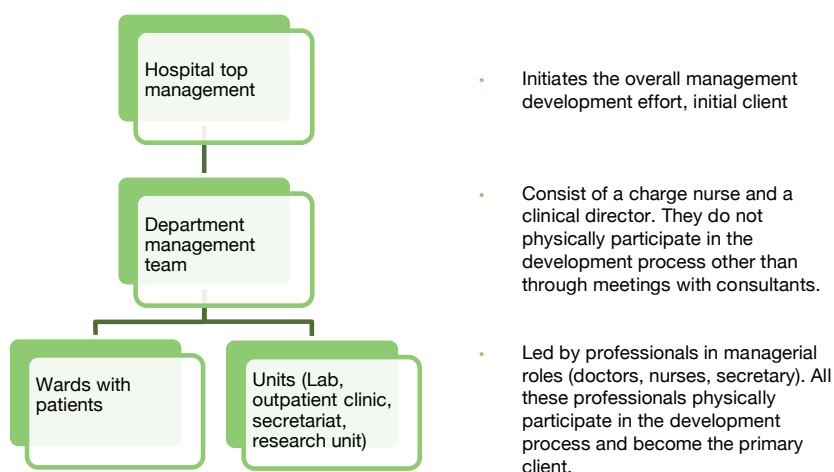 Hospital top
management
• Initiates the overall management
development effort, initial client
Department
management
team
• Consist of a charge nurse and a
clinical director. They do not
physically participate in the
development process other than
through meetings with consultants.
Wards with
patients
Units (Lab,
outpatient clinic,
secretariat,
research unit)
• Led by professionals in managerial
roles (doctors, nurses, secretary). All
these professionals physically
participate in the development
process and become the primary
client.